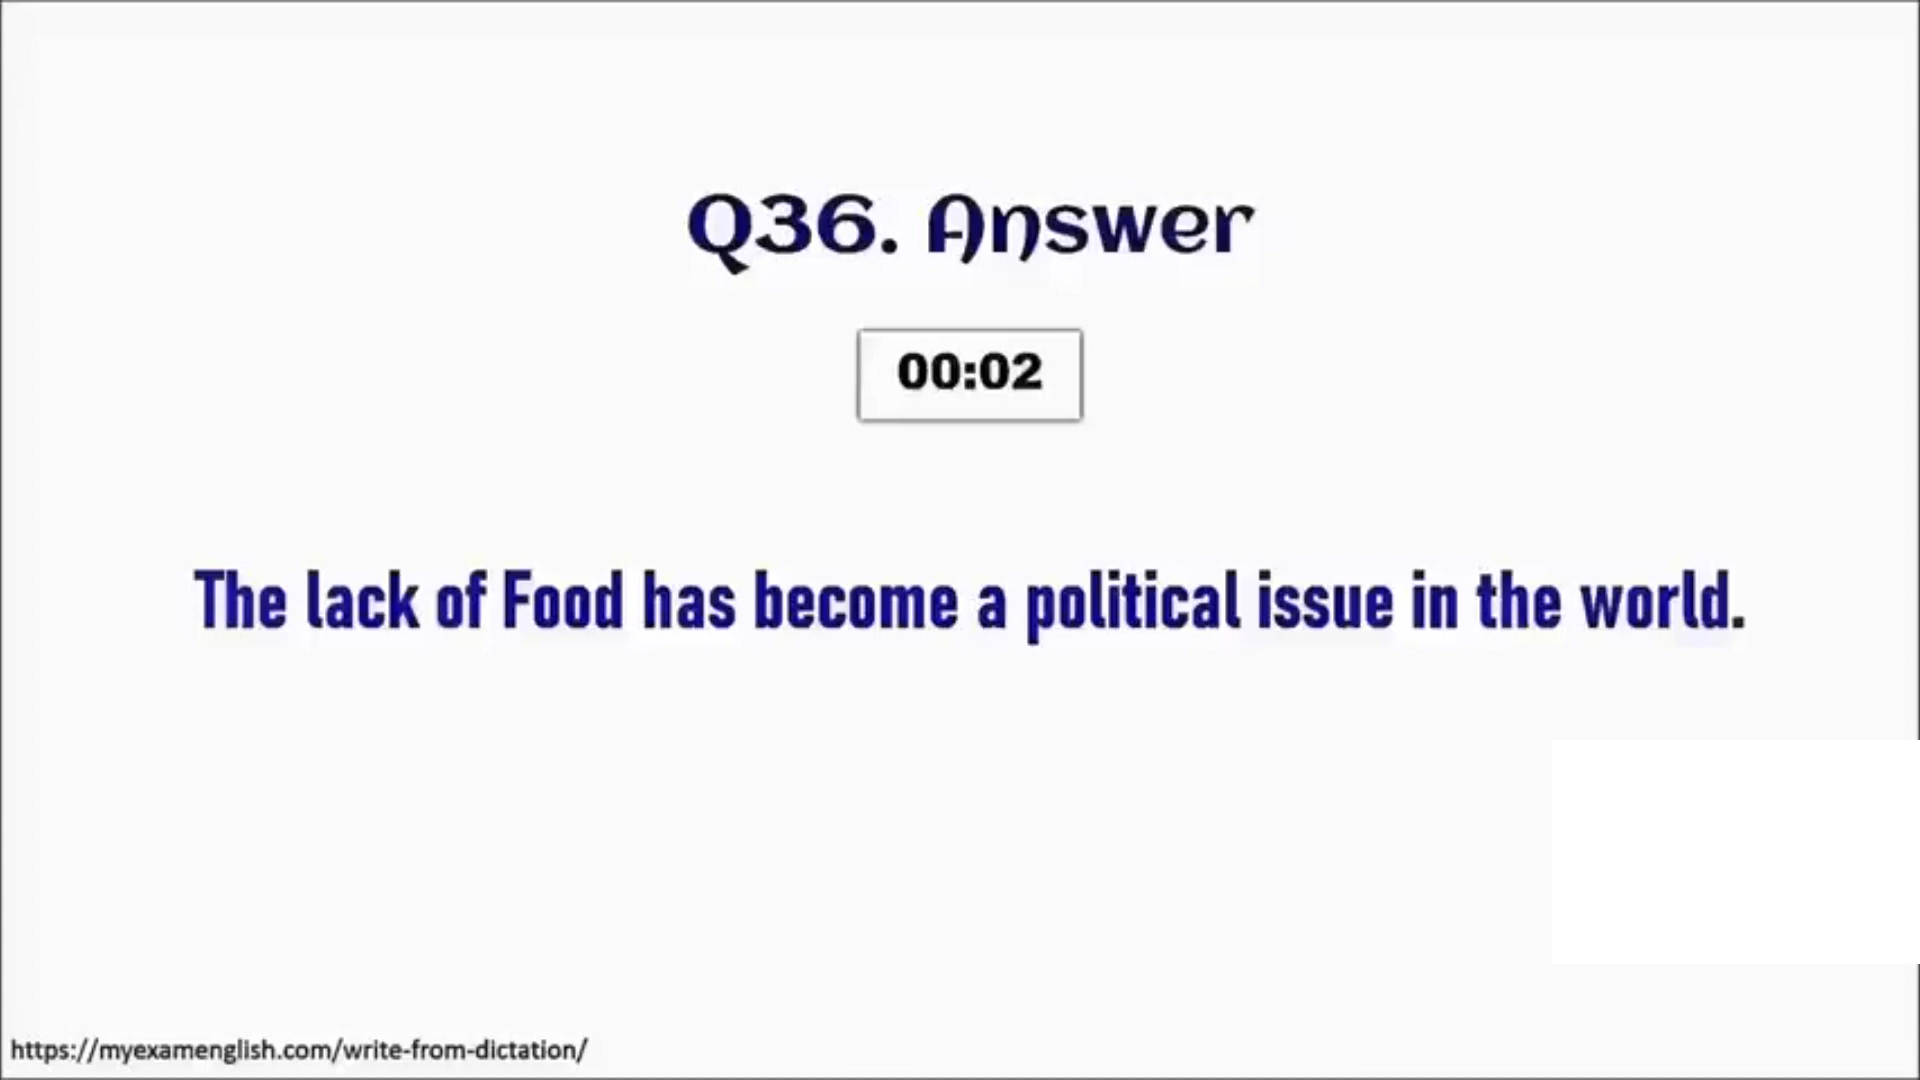 Q36. Answer
00:02
The lack of Food has become a political issue in the world.
https://myexamenglish.com/write-from-dictation/